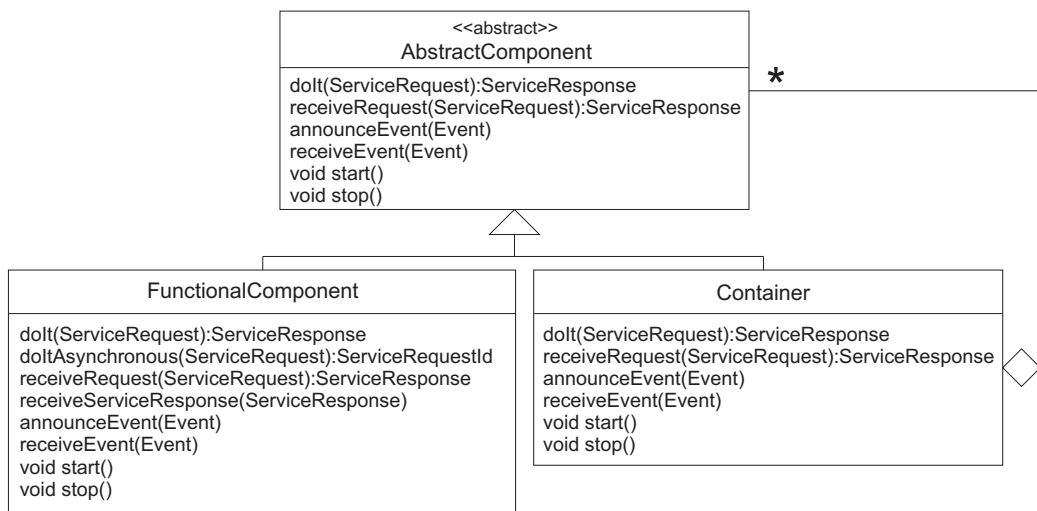 <<abstract>>
AbstractComponent
doIt(ServiceRequest):ServiceResponse
receiveRequest(ServiceRequest):ServiceResponse
announceEvent(Event)
receiveEvent(Event)
void start()
void stop()
*
FunctionalComponent
doIt(ServiceRequest):ServiceResponse
doItAsynchronous(ServiceRequest):ServiceRequestId
receiveRequest(ServiceRequest):ServiceResponse
receiveServiceResponse(ServiceResponse)
announceEvent(Event)
receiveEvent(Event)
void start()
void stop()
Container
doIt(ServiceRequest):ServiceResponse
receiveRequest(ServiceRequest):ServiceResponse
announceEvent(Event)
receiveEvent(Event)
void start()
void stop()